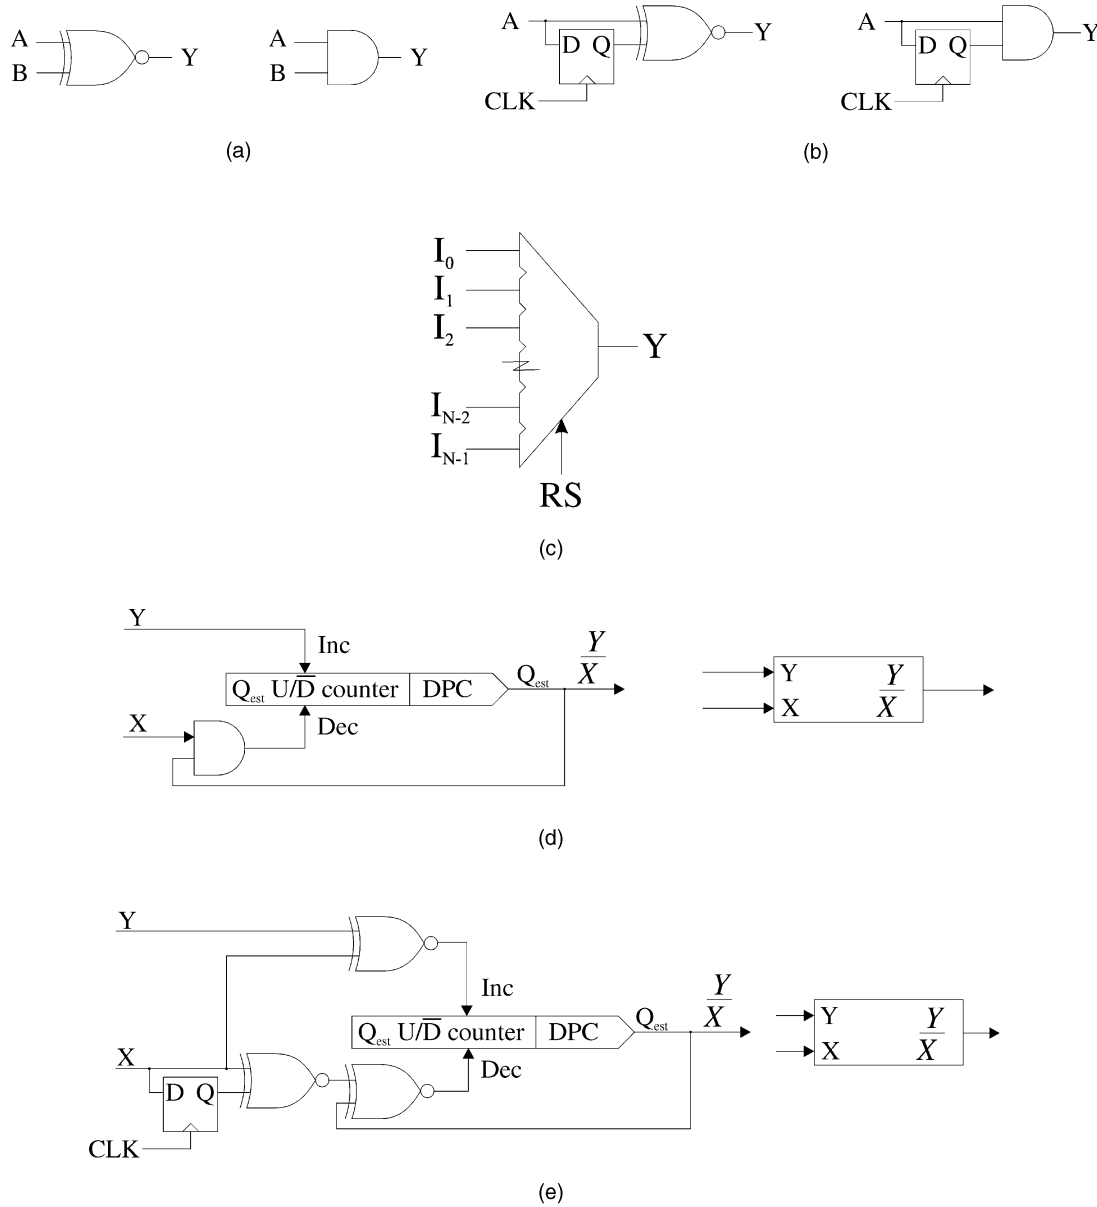 A
B
Y
A
B
Y
(a)
A
D Q
CLK
Y
A
D Q
CLK
Y
(b)
I0
I1
I2
IN-2
IN-1
Y
RS
(c)
Y
Inc
Qest U/D̅ counter DPC
Qest
Y
X
X
Dec
Y
X
Y
X
(d)
Y
Inc
Qest U/D̅ counter DPC
Qest
Y
X
X
D Q
CLK
Dec
Y
X
Y
X
(e)